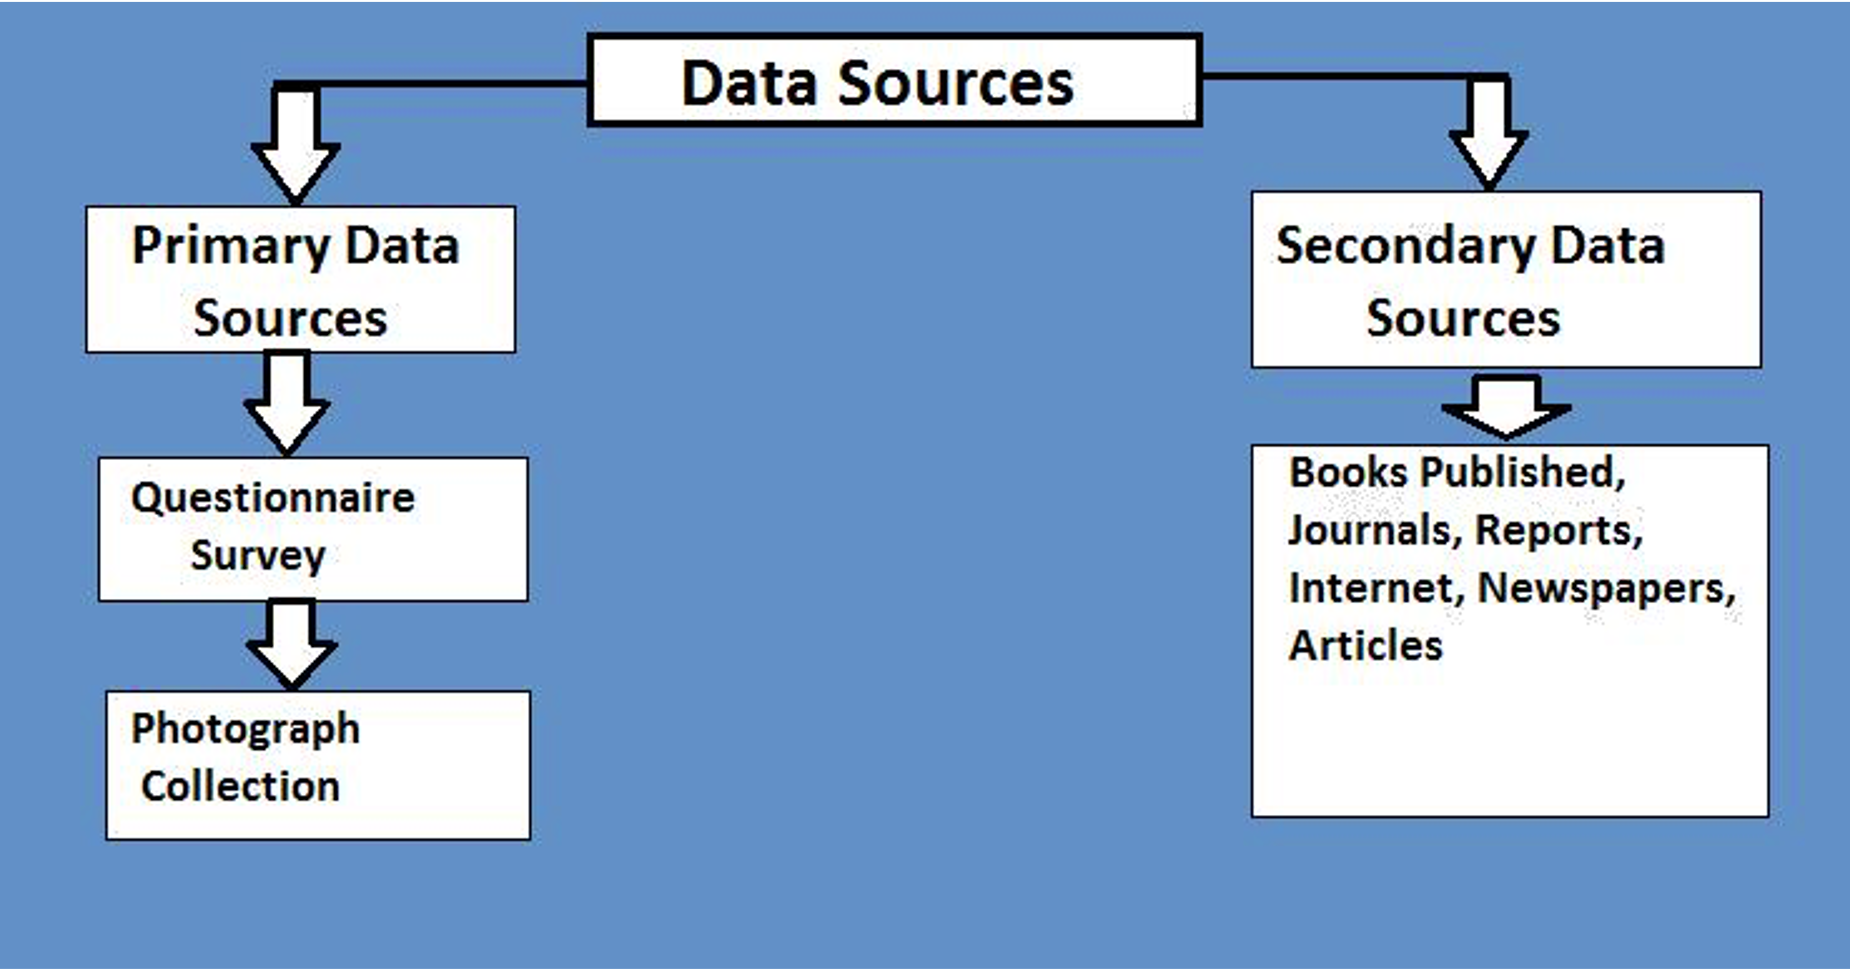 Data Sources
Primary Data
Sources
Questionnaire
Survey
Photograph
Collection
Secondary Data
Sources
Books Published,
Journals, Reports,
Internet, Newspapers,
Articles